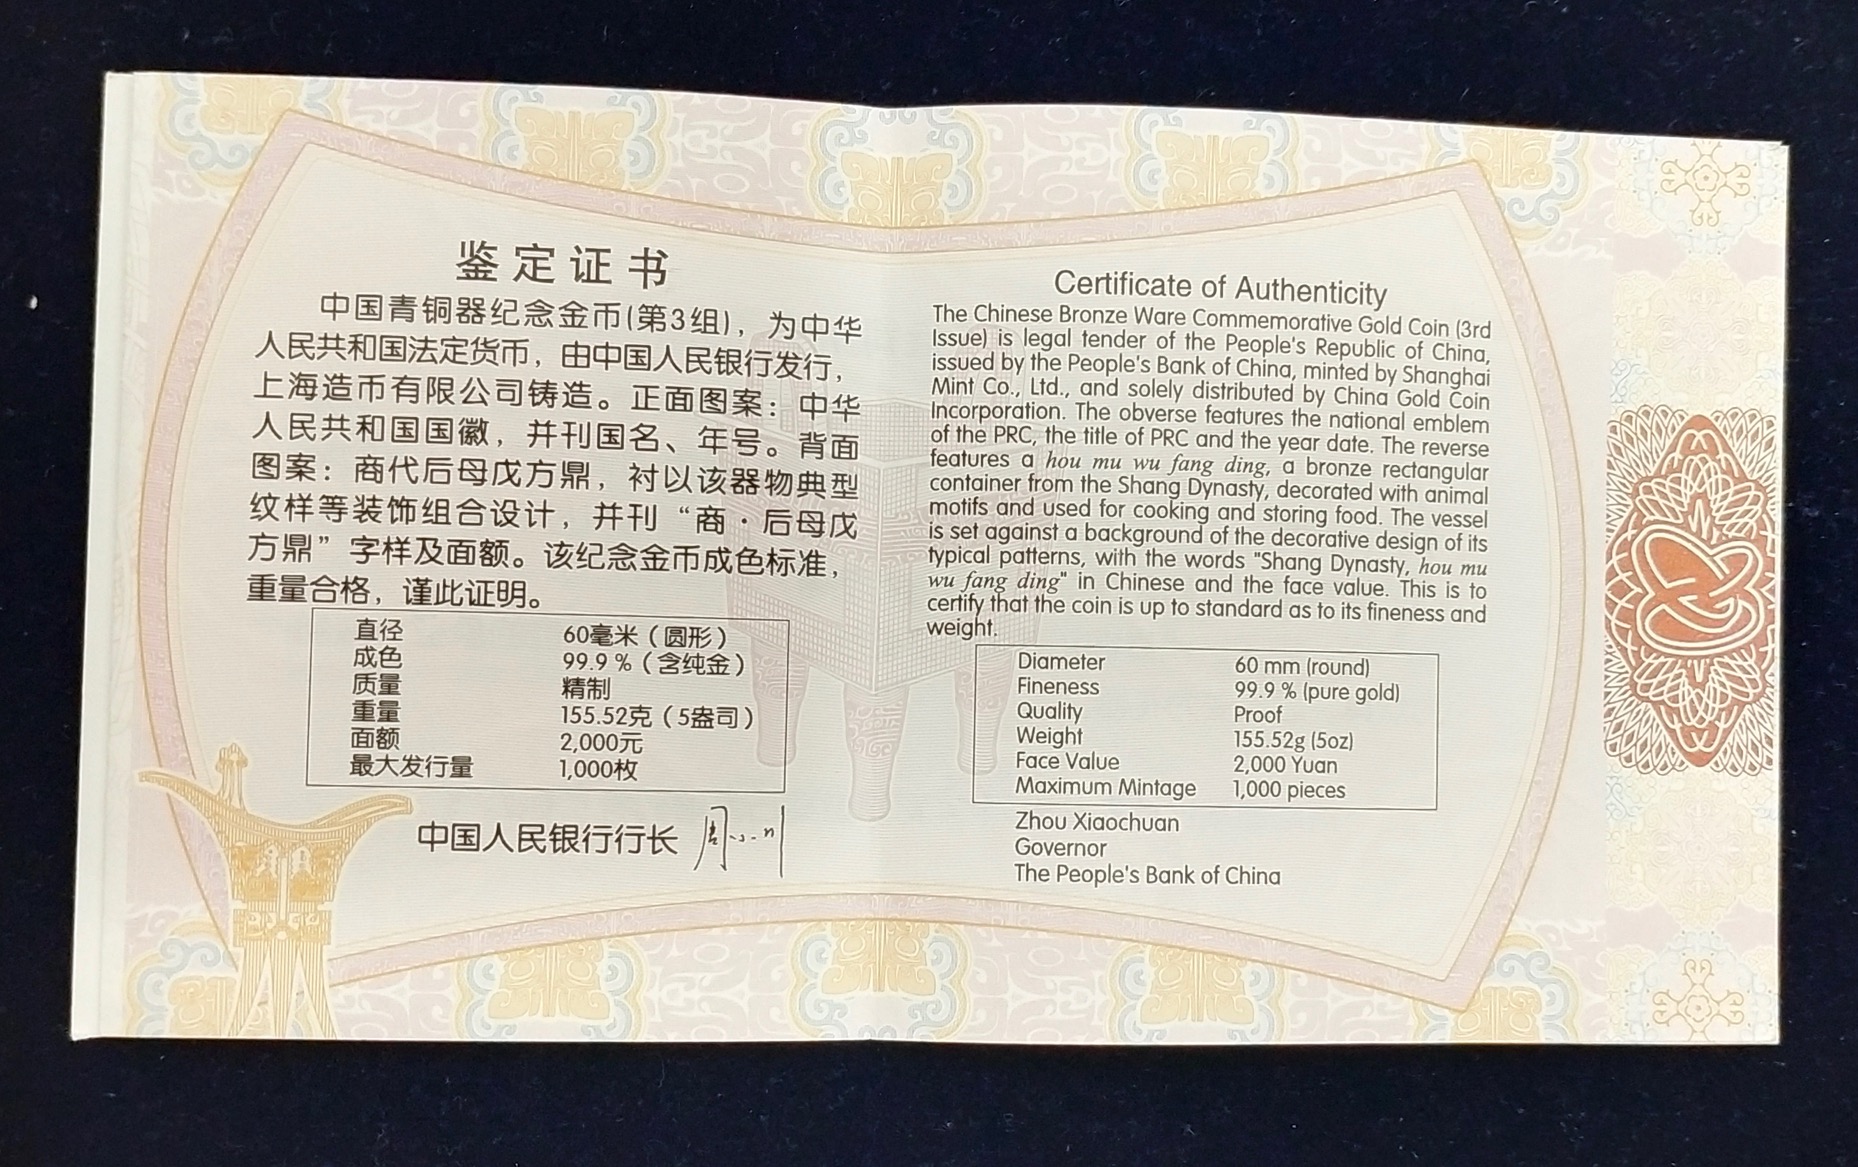 鉴定证书
中国青铜器纪念金币(第3组)，为中华
人民共和国法定货币，由中国人民银行发行，
上海造币有限公司铸造。正面图案：中华
人民共和国国徽，并刊国名、年号。背面
图案：商代后母戊方鼎，衬以该器物典型
纹样等装饰组合设计，并刊“商·后母戊
方鼎”字样及面额。该纪念金币成色标准，
重量合格，谨此证明。
直径 60毫米（圆形）
成色 99.9％（含纯金）
质量 精制
重量 155.52克（5盎司）
面额 2,000元
最大发行量 1,000枚
中国人民银行行长 周小川
Certificate of Authenticity
The Chinese Bronze Ware Commemorative Gold Coin (3rd
Issue) is legal tender of the People's Republic of China,
issued by the People's Bank of China, minted by Shanghai
Mint Co., Ltd., and solely distributed by China Gold Coin
Incorporation. The obverse features the national emblem
of the PRC, the title of PRC and the year date. The reverse
features a hou mu wu fang ding, a bronze rectangular
container from the Shang Dynasty, decorated with animal
motifs and used for cooking and storing food. The vessel
is set against a background of the decorative design of its
typical patterns, with the words "Shang Dynasty, hou mu
wu fang ding" in Chinese and the face value. This is to
certify that the coin is up to standard as to its fineness and
weight.
Diameter 60 mm (round)
Fineness 99.9 % (pure gold)
Quality Proof
Weight 155.52g (5oz)
Face Value 2,000 Yuan
Maximum Mintage 1,000 pieces
Zhou Xiaochuan
Governor
The People's Bank of China